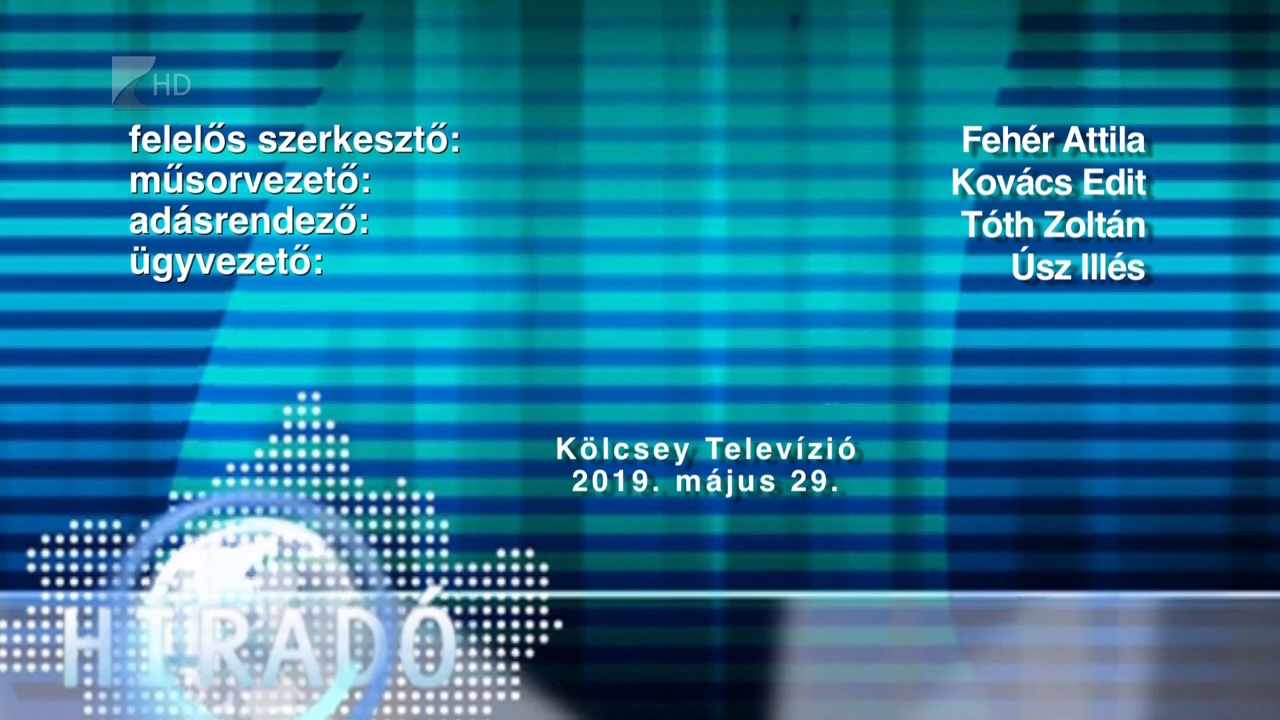 HD
felelős szerkesztő: Fehér Attila
műsorvezető: Kovács Edit
adásrendező: Tóth Zoltán
ügyvezető: Úsz Illés
Kölcsey Televízió
2019. május 29.
HÍRADÓ